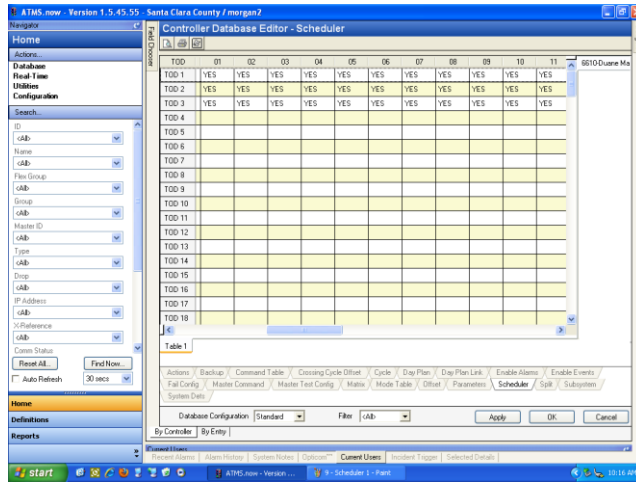 ATMS.now - Version 1.5.45.55 - Santa Clara County / morgan2
Navigator
Home
Actions...
Database
Real-Time
Utilities
Configuration
Search...
ID
<All>
Name
<All>
Flex Group
<All>
Group
<All>
Master ID
<All>
Type
<All>
Drop
<All>
IP Address
<All>
X-Reference
<All>
Comm Status
Reset All...
Find Now...
Auto Refresh
30 secs
Home
Definitions
Reports
Field Chooser
Controller Database Editor - Scheduler
TOD 01 02 03 04 05 06 07 08 09 10 11
TOD 1 YES YES YES YES YES YES YES YES YES YES YES
TOD 2 YES YES YES YES YES YES YES YES YES YES YES
TOD 3 YES YES YES YES YES YES YES YES YES YES YES
TOD 4
TOD 5
TOD 6
TOD 7
TOD 8
TOD 9
TOD 10
TOD 11
TOD 12
TOD 13
TOD 14
TOD 15
TOD 16
TOD 17
TOD 18
6610-Duane Ma
Table 1
Actions Backup Command Table Crossing Cycle Offset Cycle Day Plan Day Plan Link Enable Alarms Enable Events
Fail Config Master Command Master Test Config Matrix Mode Table Offset Parameters Scheduler Split Subsystem
System Dets
Database Configuration Standard Filter <All> Apply OK Cancel
By Controller By Entity
Current Users
Recent Alarms Alarm History System Notes Opticom™ Current Users Incident Trigger Selected Details
start
ATMS.now - Version ...
9 - Scheduler 1 - Paint
10:16 AM